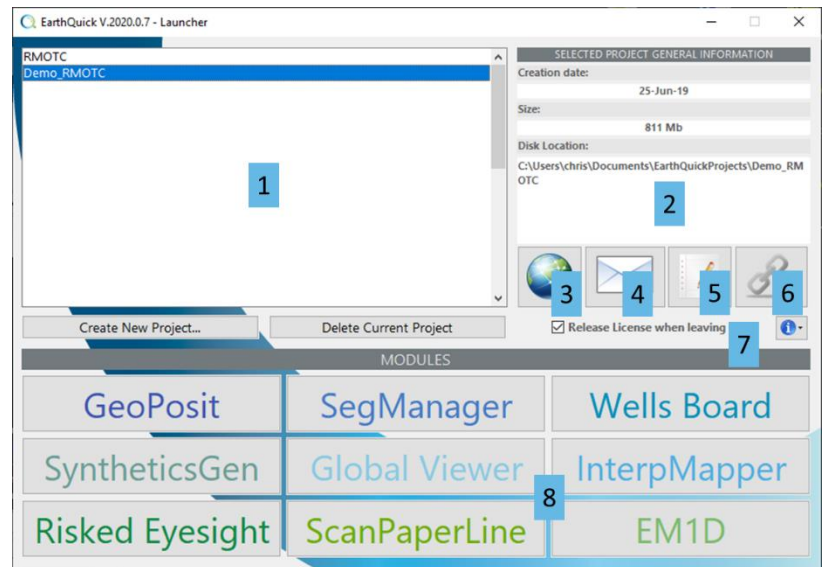 EarthQuick V.2020.0.7 - Launcher
RMOTC
Demo_RMOTC
1
SELECTED PROJECT GENERAL INFORMATION
Creation date:
25-Jun-19
Size:
811 Mb
Disk Location:
C:\Users\chris\Documents\EarthQuickProjects\Demo_RM
OTC
2
3
4
5
6
Create New Project...
Delete Current Project
Release License when leaving
7
MODULES
GeoPosit
SegManager
Wells Board
SyntheticsGen
Global Viewer
InterpMapper
8
Risked Eyesight
ScanPaperLine
EM1D